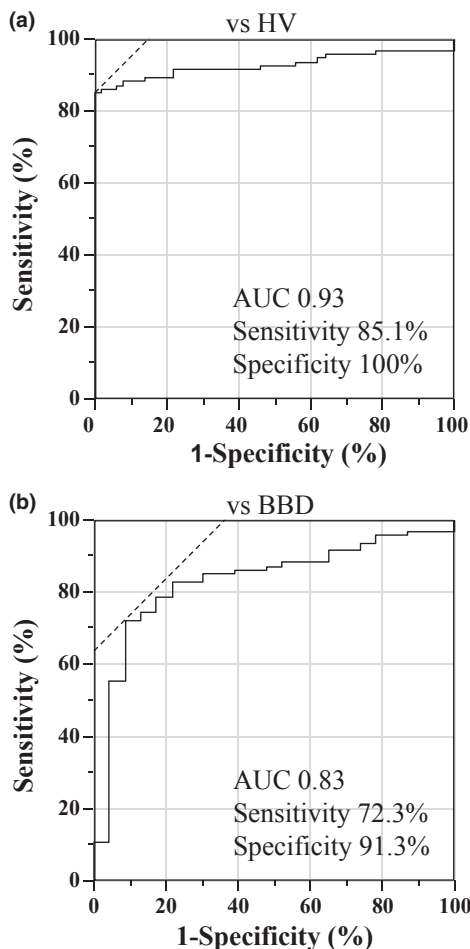 (a)
vs HV
100
80
60
40
20
0
Sensitivity (%)
AUC 0.93
Sensitivity 85.1%
Specificity 100%
0 20 40 60 80 100
1-Specificity (%)
(b)
vs BBD
100
80
60
40
20
0
Sensitivity (%)
AUC 0.83
Sensitivity 72.3%
Specificity 91.3%
0 20 40 60 80 100
1-Specificity (%)